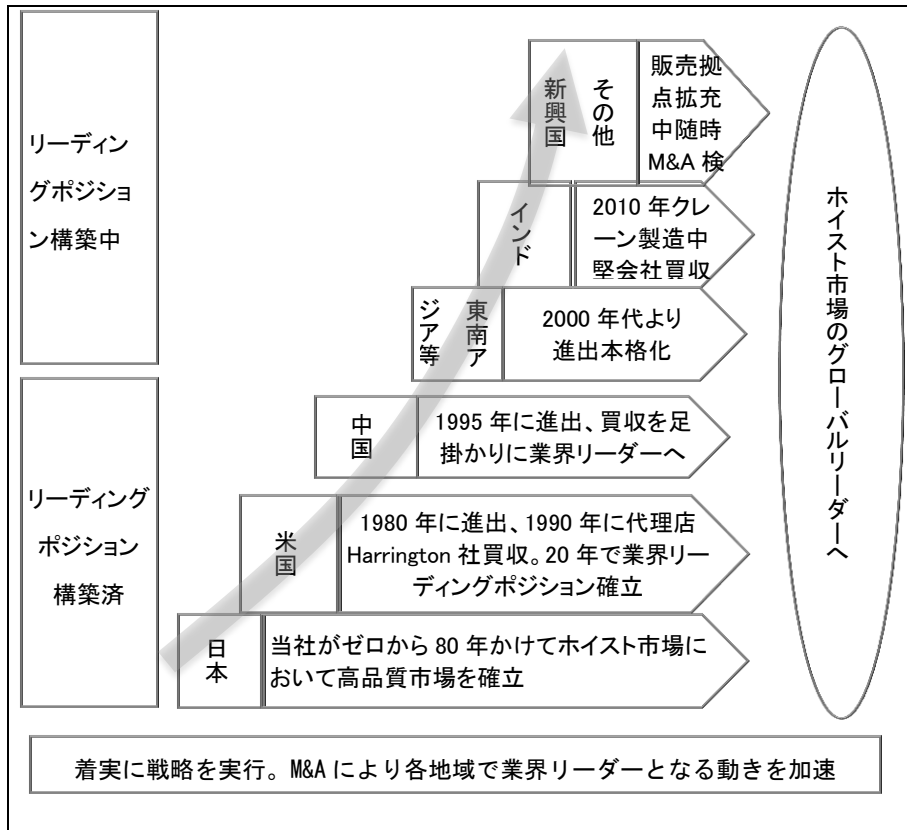 リーディン
グポジショ
ン構築中
その他
新興国
販売拠
点拡充
中随時
M&A 検
インド
2010 年クレ
ーン製造中
堅会社買収
東南ア
ジア等
2000 年代より
進出本格化
リーディング
ポジション
構築済
中国
1995 年に進出、買収を足
掛かりに業界リーダーへ
米国
1980 年に進出、1990 年に代理店
Harrington 社買収。20 年で業界リー
ディングポジション確立
日本
当社がゼロから 80 年かけてホイスト市場に
おいて高品質市場を確立
ホイスト市場のグローバルリーダーへ
着実に戦略を実行。M&A により各地域で業界リーダーとなる動きを加速